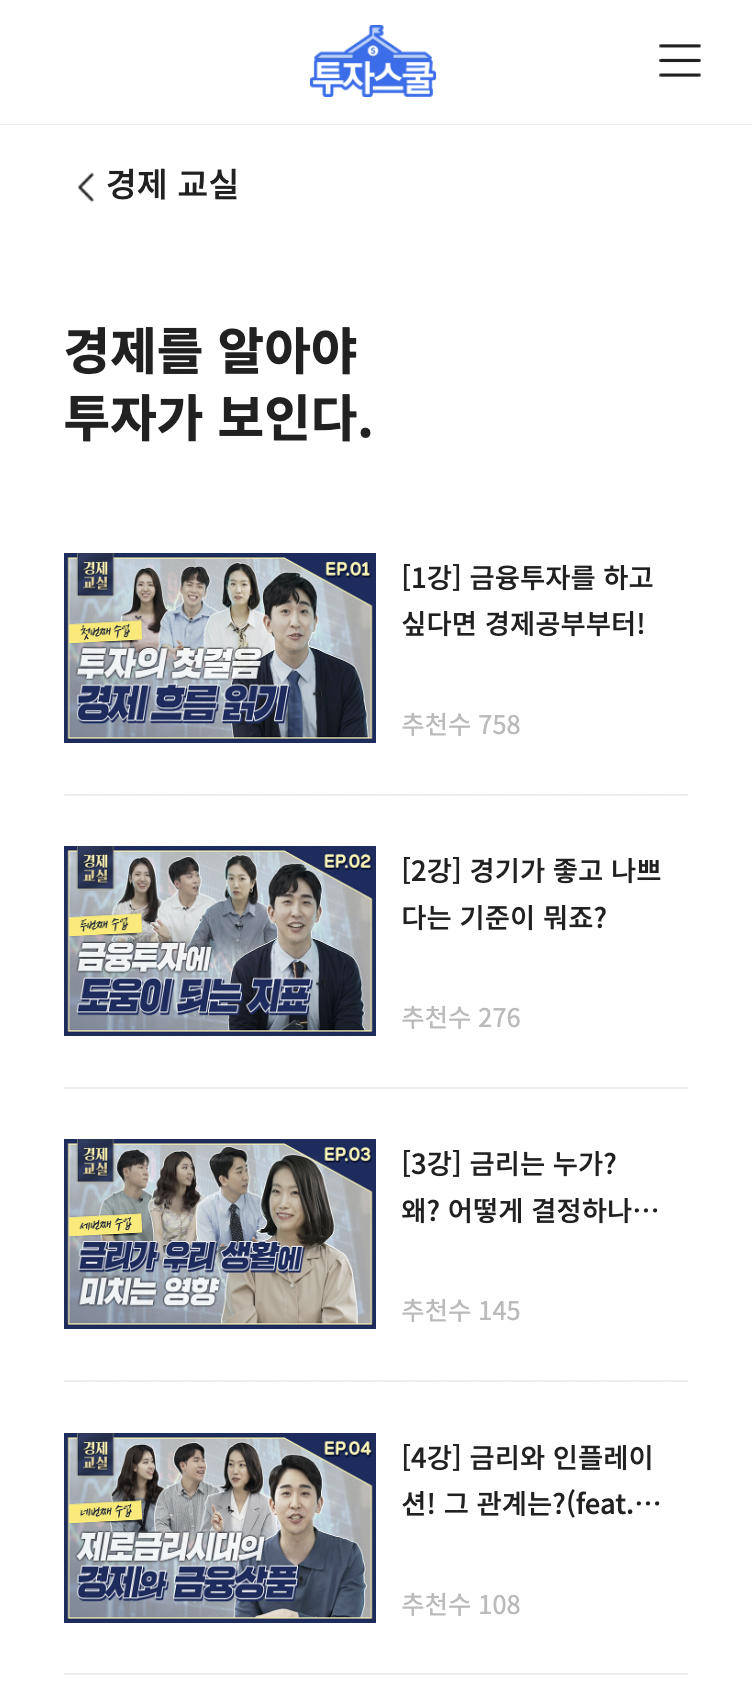 투자스쿨
경제 교실
경제를 알아야
투자가 보인다.
경제
교실
EP.01
첫번째 수업
투자의 첫걸음
경제 흐름 읽기
[1강] 금융투자를 하고
싶다면 경제공부부터!
추천수 758
경제
교실
EP.02
두번째 수업
금융투자에
도움이 되는 지표
[2강] 경기가 좋고 나쁘
다는 기준이 뭐죠?
추천수 276
경제
교실
EP.03
세번째 수업
금리가 우리 생활에
미치는 영향
[3강] 금리는 누가?
왜? 어떻게 결정하나…
추천수 145
경제
교실
EP.04
네번째 수업
제로금리시대의
경제와 금융상품
[4강] 금리와 인플레이
션! 그 관계는?(feat.…
추천수 108